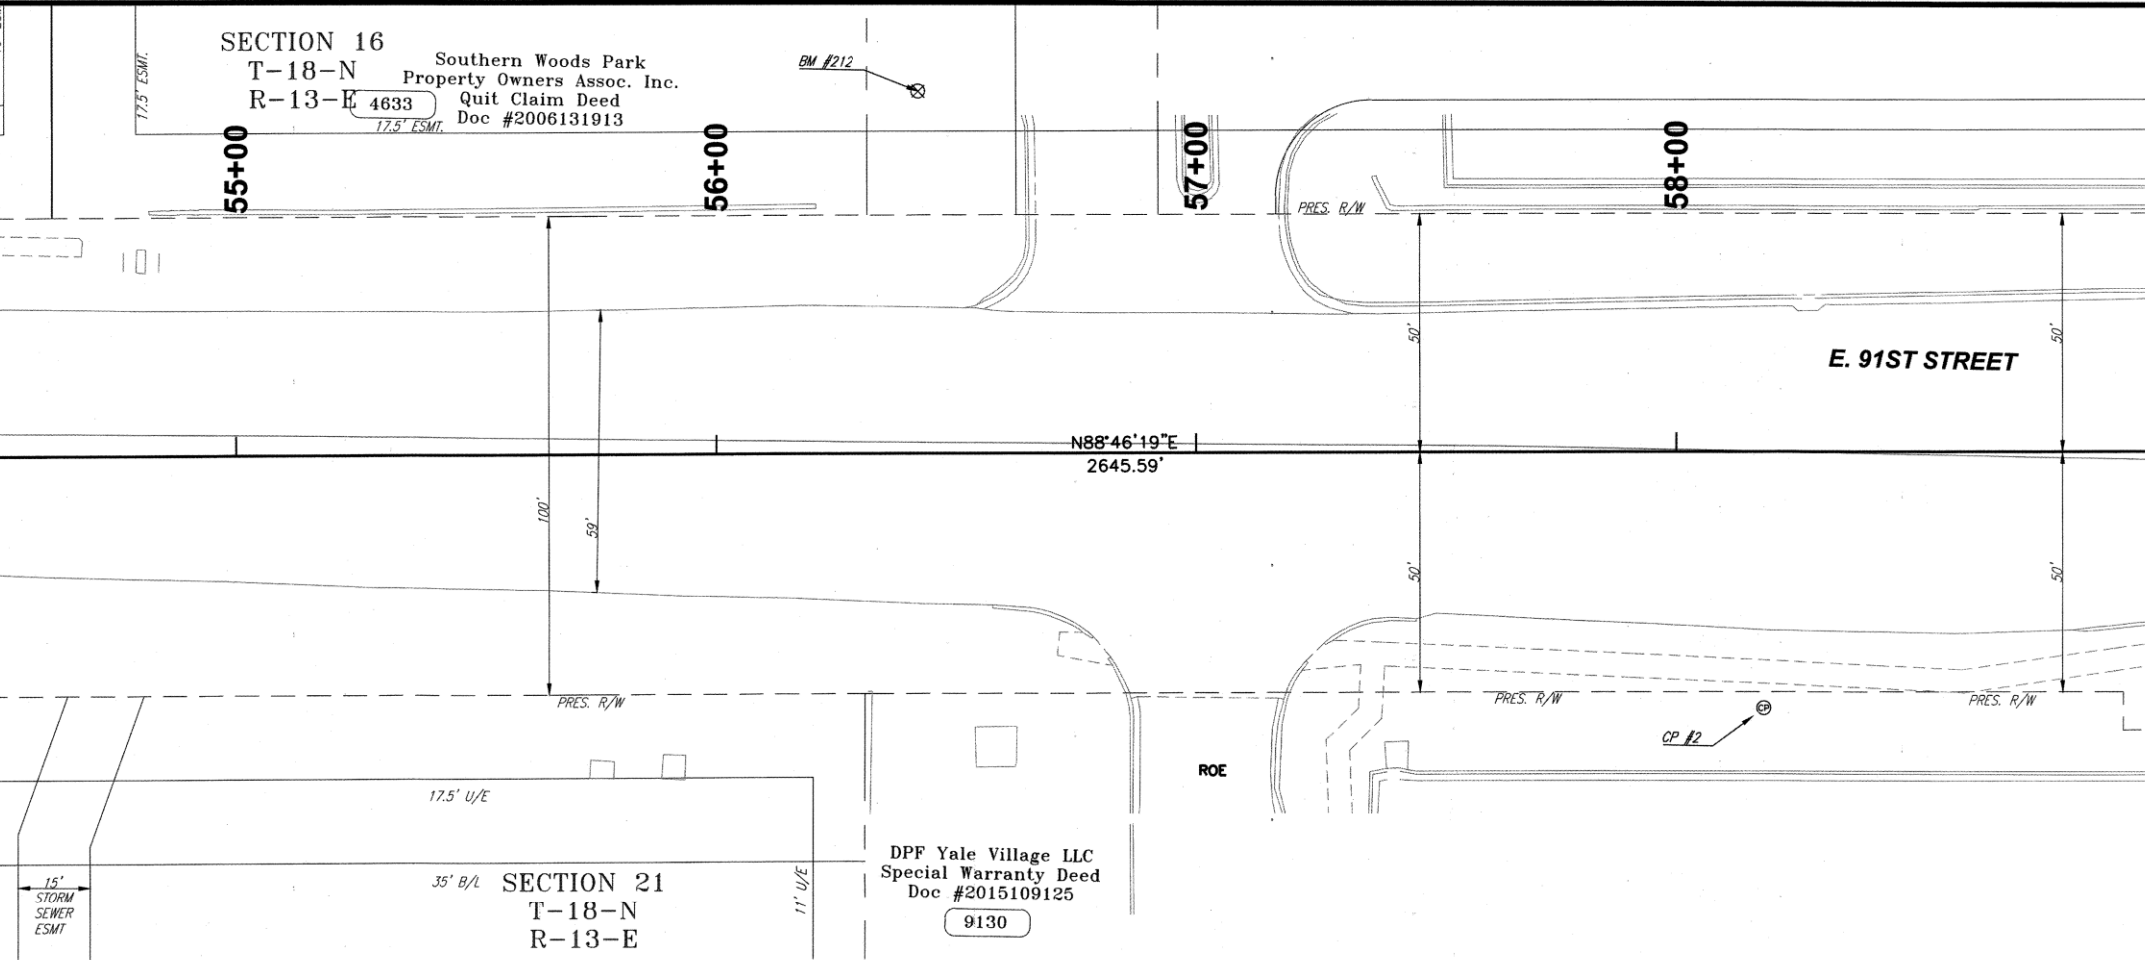 SECTION 16
T-18-N
R-13-E
4633
Southern Woods Park
Property Owners Assoc. Inc.
Quit Claim Deed
Doc #2006131913
17.5' ESMT.
17.5' ESMT.
BM #212
55+00
56+00
57+00
58+00
PRES. R/W
50'
50'
E. 91ST STREET
N88°46'19"E
2645.59'
100'
59'
50'
50'
PRES. R/W
PRES. R/W
PRES. R/W
CP
CP #2
ROE
17.5' U/E
35' B/L
11' U/E
15'
STORM
SEWER
ESMT
SECTION 21
T-18-N
R-13-E
DPF Yale Village LLC
Special Warranty Deed
Doc #2015109125
9130